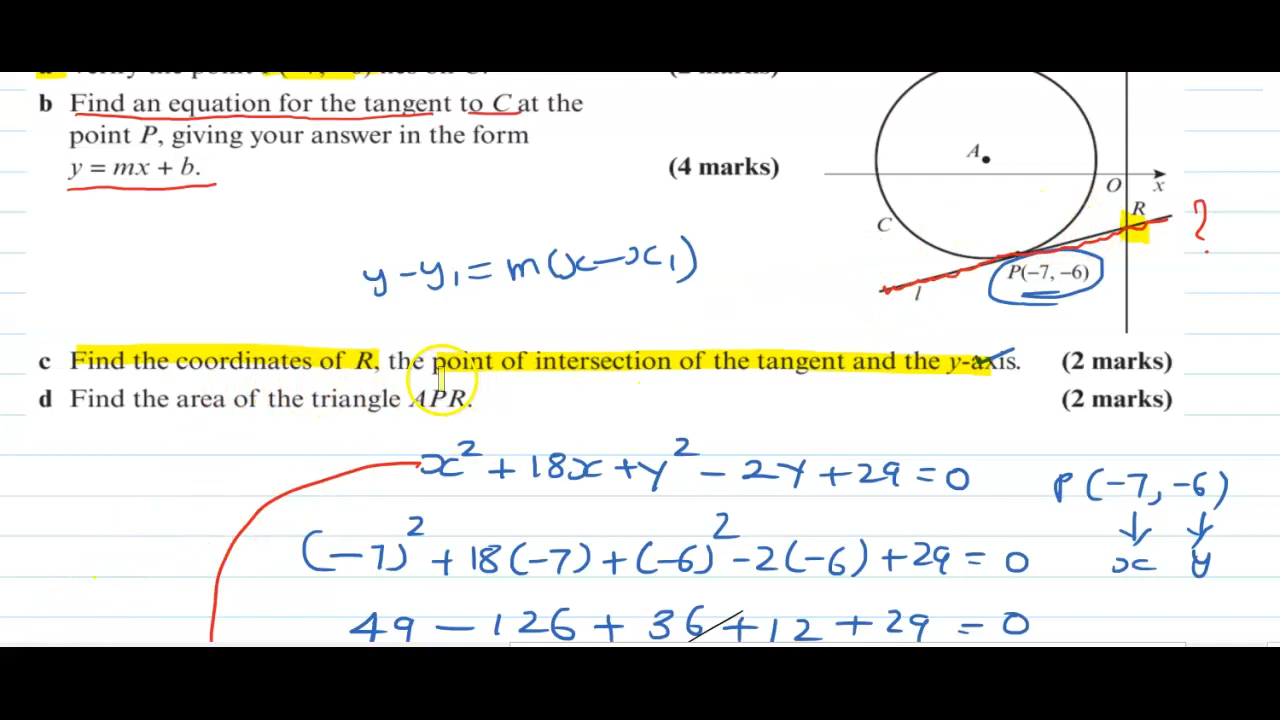 b Find an equation for the tangent to C at the
point P, giving your answer in the form
y = mx + b. (4 marks)
A
O x
R
?
C
P(−7, −6)
l
y − y₁ = m(x − x₁)
c Find the coordinates of R, the point of intersection of the tangent and the y-axis. (2 marks)
d Find the area of the triangle APR. (2 marks)
x² + 18x + y² − 2y + 29 = 0
P (−7, −6)
(−7)² + 18(−7) + (−6)² − 2(−6) + 29 = 0
x y
49 − 126 + 36 + 12 + 29 = 0